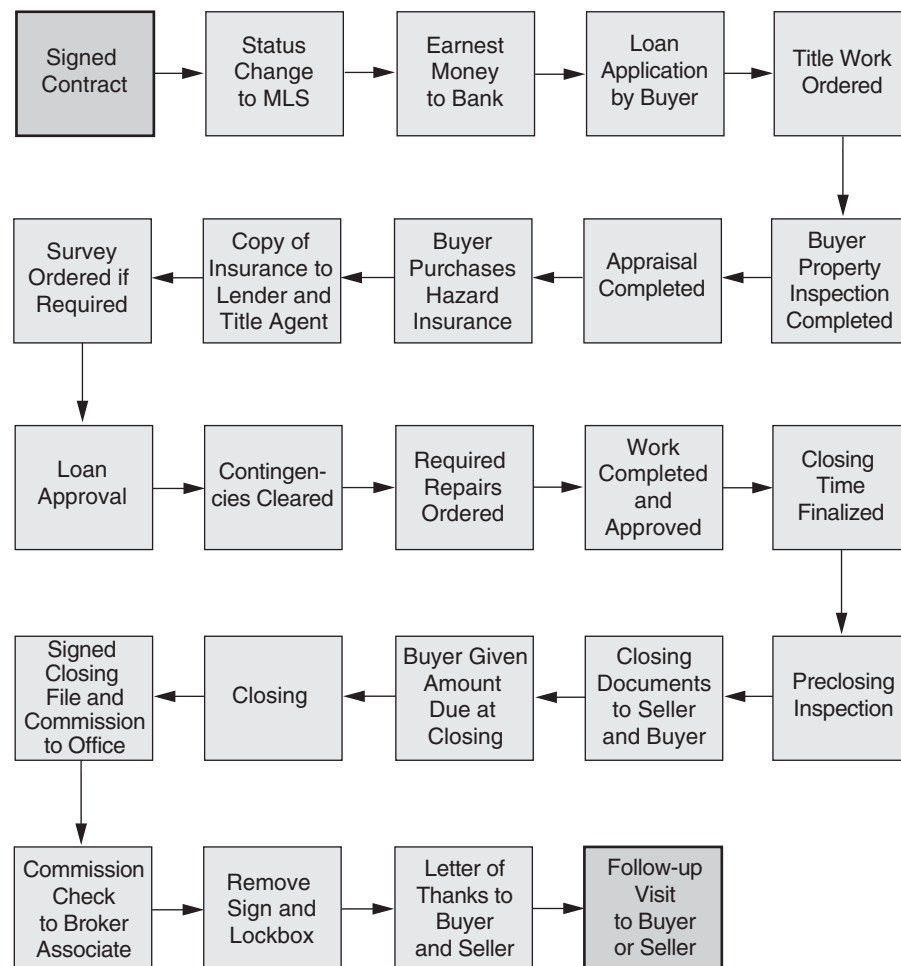 Signed
Contract
Status
Change
to MLS
Earnest
Money
to Bank
Loan
Application
by Buyer
Title Work
Ordered
Buyer
Property
Inspection
Completed
Appraisal
Completed
Buyer
Purchases
Hazard
Insurance
Copy of
Insurance to
Lender and
Title Agent
Survey
Ordered if
Required
Loan
Approval
Contingen-
cies Cleared
Required
Repairs
Ordered
Work
Completed
and
Approved
Closing
Time
Finalized
Preclosing
Inspection
Closing
Documents
to Seller
and Buyer
Buyer Given
Amount
Due at
Closing
Closing
Signed
Closing
File and
Commission
to Office
Commission
Check
to Broker
Associate
Remove
Sign and
Lockbox
Letter of
Thanks to
Buyer
and Seller
Follow-up
Visit
to Buyer
or Seller